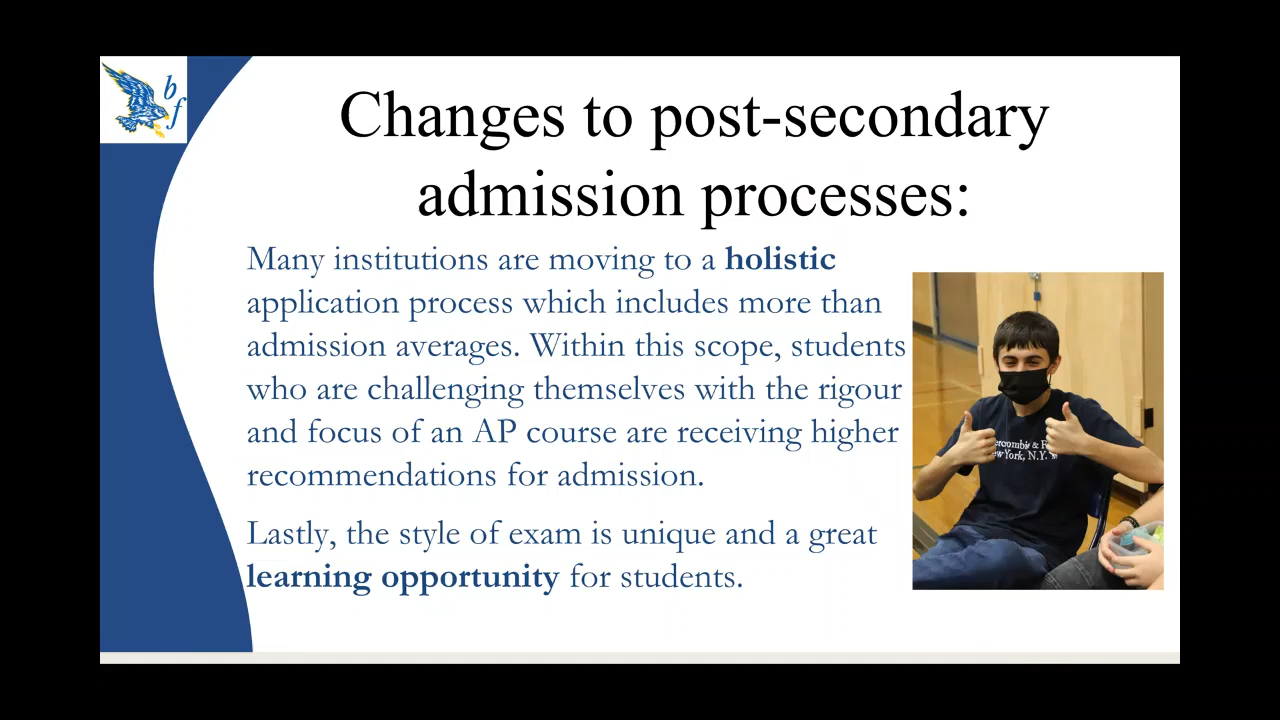 b
f
Changes to post-secondary
admission processes:
Many institutions are moving to a holistic
application process which includes more than
admission averages. Within this scope, students
who are challenging themselves with the rigour
and focus of an AP course are receiving higher
recommendations for admission.
Lastly, the style of exam is unique and a great
learning opportunity for students.
ercombie & F
ew York, N.Y.